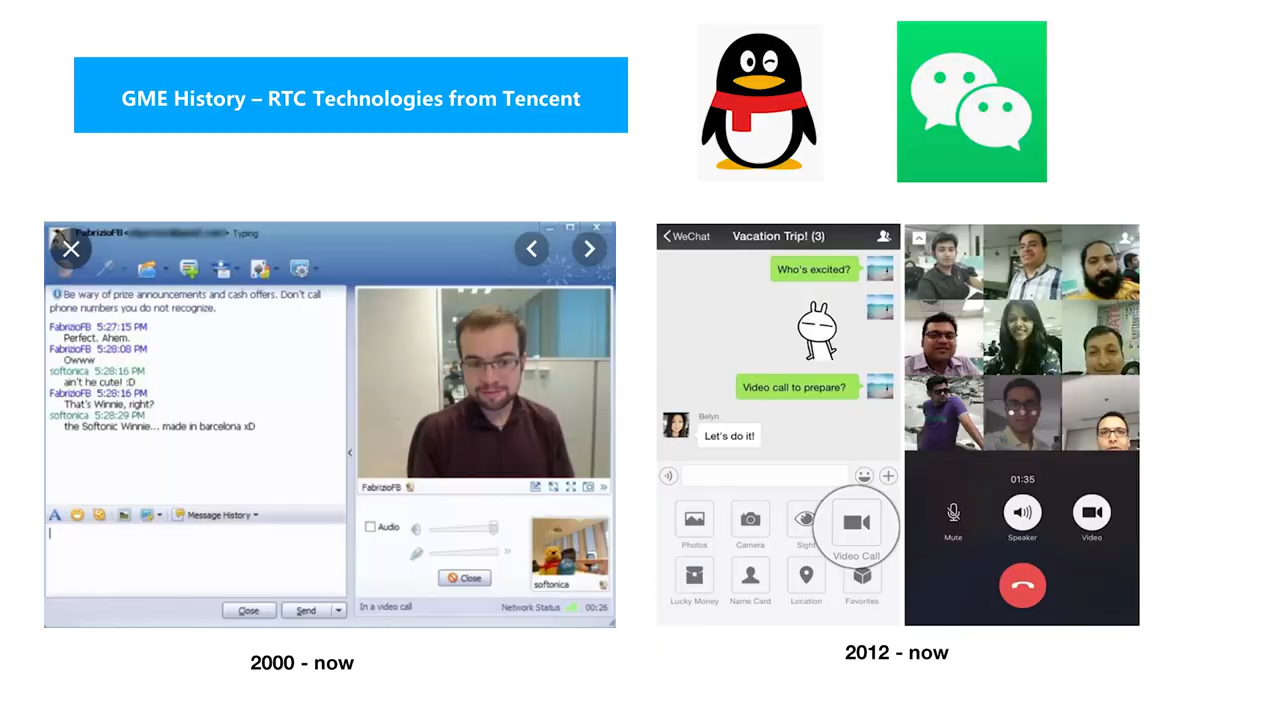 GME History – RTC Technologies from Tencent
FabrizioFB
Typing
Be wary of prize announcements and cash offers. Don't call
phone numbers you do not recognize.
FabrizioFB 5:27:15 PM
Perfect. Ahem.
FabrizioFB 5:28:08 PM
Owww
softonica 5:28:16 PM
ain't he cute! :D
FabrizioFB 5:28:16 PM
That's Winnie, right?
softonica 5:28:29 PM
the Softonic Winnie... made in barcelona xD
A
Message History
Close
Send
FabrizioFB
Audio
Close
softonica
In a video call
Network Status
00:26
2000 - now
WeChat
Vacation Trip! (3)
Who's excited?
Video call to prepare?
Belyn
Let's do it!
Photos
Camera
Sight
Video Call
Lucky Money
Name Card
Location
Favorites
01:35
Mute
Speaker
Video
2012 - now